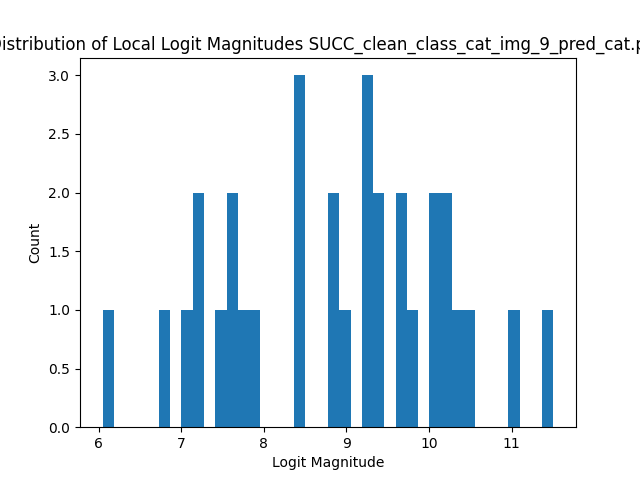 istribution of Local Logit Magnitudes SUCC_clean_class_cat_img_9_pred_cat.p
3.0
2.5
2.0
1.5
1.0
0.5
0.0
Count
6 7 8 9 10 11
Logit Magnitude